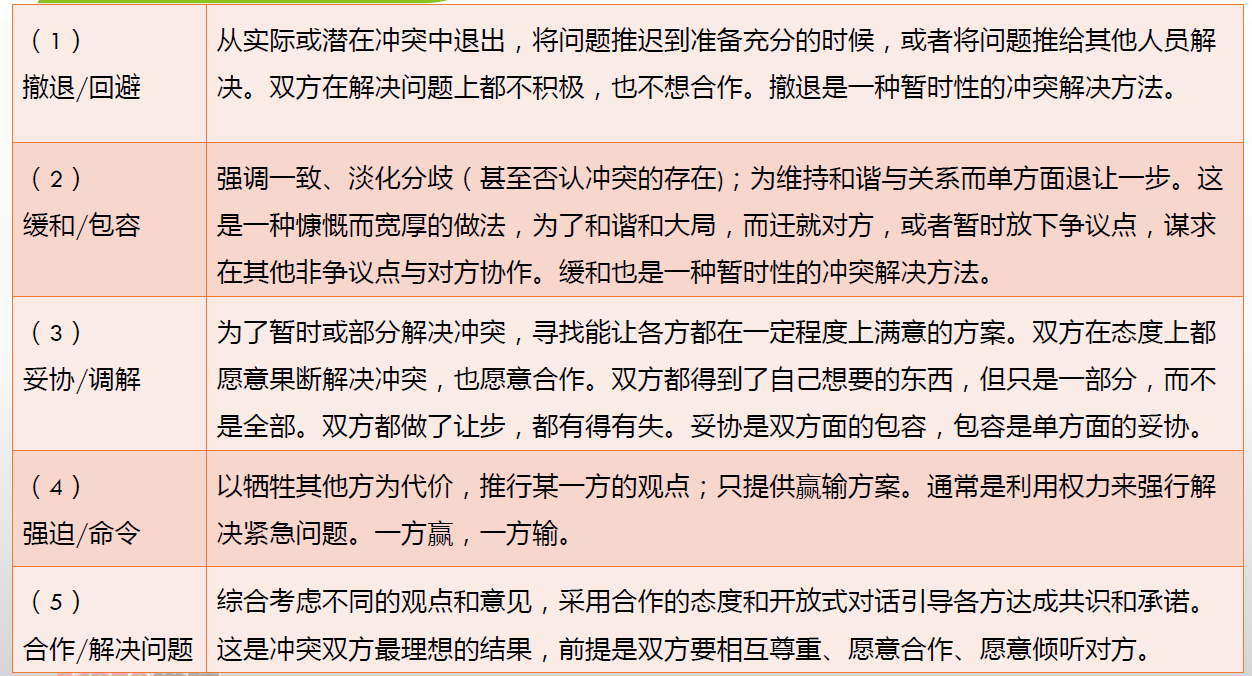 （1）
撤退/回避
从实际或潜在冲突中退出，将问题推迟到准备充分的时候，或者将问题推给其他人员解
决。双方在解决问题上都不积极，也不想合作。撤退是一种暂时性的冲突解决方法。
（2）
缓和/包容
强调一致、淡化分歧（甚至否认冲突的存在)；为维持和谐与关系而单方面退让一步。这
是一种慷慨而宽厚的做法，为了和谐和大局，而迁就对方，或者暂时放下争议点，谋求
在其他非争议点与对方协作。缓和也是一种暂时性的冲突解决方法。
（3）
妥协/调解
为了暂时或部分解决冲突，寻找能让各方都在一定程度上满意的方案。双方在态度上都
愿意果断解决冲突，也愿意合作。双方都得到了自己想要的东西，但只是一部分，而不
是全部。双方都做了让步，都有得有失。妥协是双方面的包容，包容是单方面的妥协。
（4）
强迫/命令
以牺牲其他方为代价，推行某一方的观点；只提供赢输方案。通常是利用权力来强行解
决紧急问题。一方赢，一方输。
（5）
合作/解决问题
综合考虑不同的观点和意见，采用合作的态度和开放式对话引导各方达成共识和承诺。
这是冲突双方最理想的结果，前提是双方要相互尊重、愿意合作、愿意倾听对方。